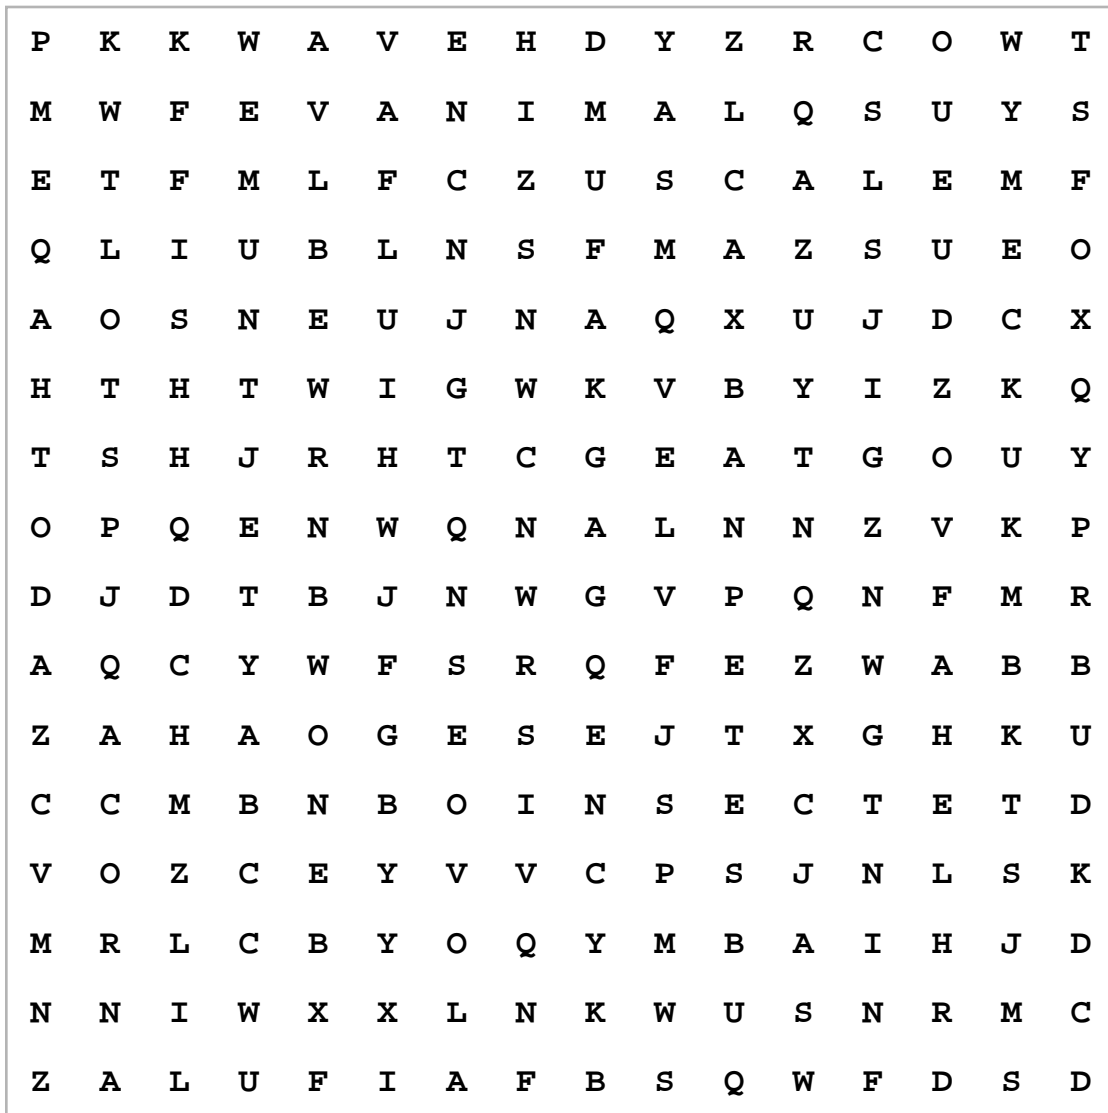 P K K W A V E H D Y Z R C O W T
M W F E V A N I M A L Q S U Y S
E T F M L F C Z U S C A L E M F
Q L I U B L N S F M A Z S U E O
A O S N E U J N A Q X U J D C X
H T H T W I G W K V B Y I Z K Q
T S H J R H T C G E A T G O U Y
O P Q E N W Q N A L N N Z V K P
D J D T B J N W G V P Q N F M R
A Q C Y W F S R Q F E Z W A B B
Z A H A O G E S E J T X G H K U
C C M B N B O I N S E C T E T D
V O Z C E Y V V C P S J N L S K
M R L C B Y O Q Y M B A I H J D
N N I W X X L N K W U S N R M C
Z A L U F I A F B S Q W F D S D